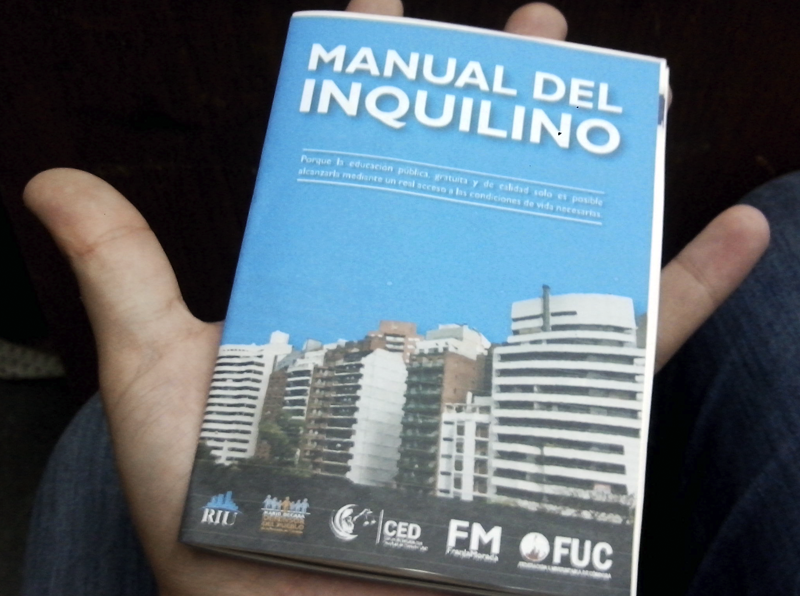 MANUAL DEL
INQUILINO
Porque la educación pública, gratuita y de calidad solo es posible
alcanzarla mediante un real acceso a las condiciones de vida necesarias.
RIU
CED
FM
FranjaMorada
FUC